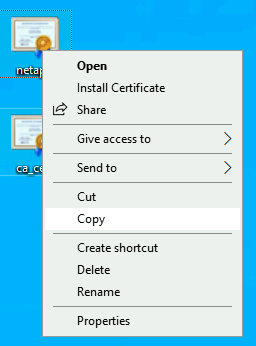 Open
Install Certificate
Share
netap
Give access to
Send to
ca_ce
Cut
Copy
Create shortcut
Delete
Rename
Properties